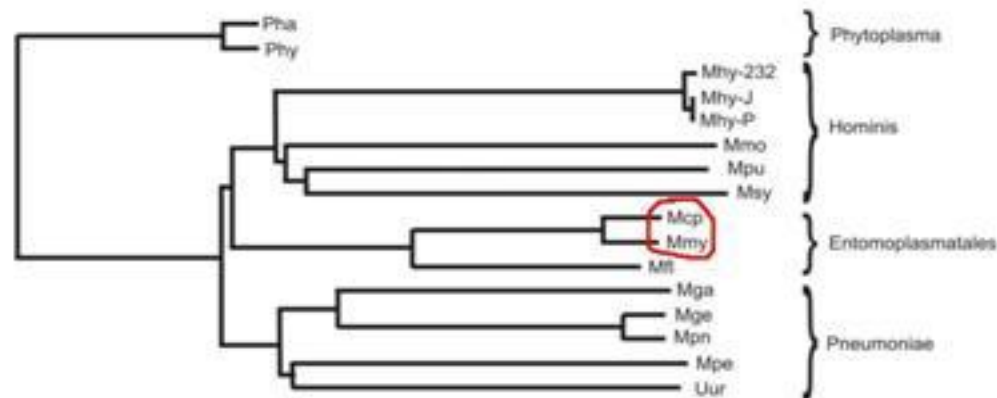 Pha
Phy
Phytoplasma
Mhy-232
Mhy-J
Mhy-P
Mmo
Mpu
Msy
Hominis
Mcp
Mmy
Mfl
Entomoplasmatales
Mga
Mge
Mpn
Mpe
Uur
Pneumoniae